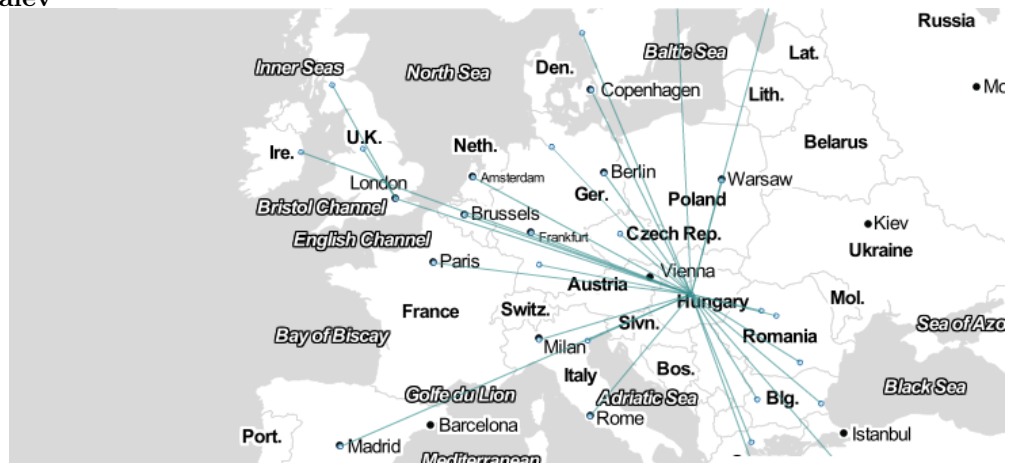 Russia
Baltic Sea
Lat.
Inner Seas
North Sea
Den.
Copenhagen
Lith.
Mo
U.K.
Belarus
Ire.
Neth.
London
Amsterdam
Berlin
Warsaw
Ger.
Poland
Bristol Channel
Brussels
Kiev
English Channel
Frankfurt
Czech Rep.
Ukraine
Paris
Vienna
Austria
Hungary
Mol.
France
Switz.
Slvn.
Sea of Azo
Bay of Biscay
Milan
Romania
Italy
Bos.
Black Sea
Golfe du Lion
Adriatic Sea
Blg.
Rome
Barcelona
Port.
Istanbul
Madrid
Mediterranean